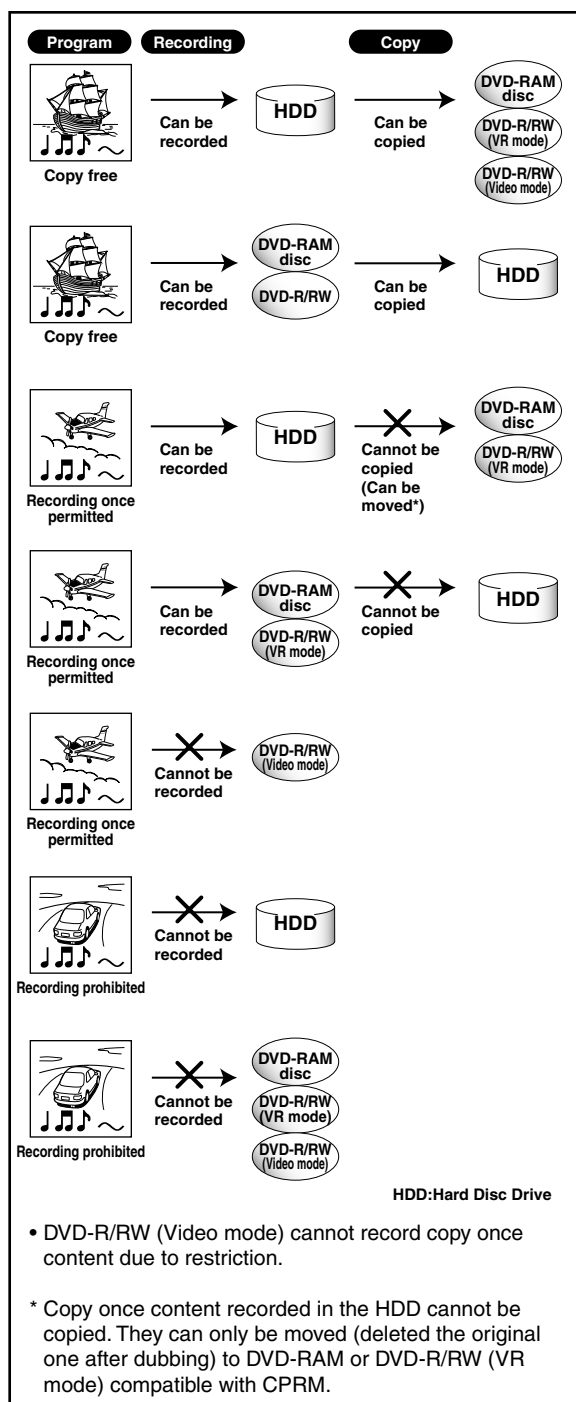 Program Recording Copy
Copy free
Can be
recorded
HDD
Can be
copied
DVD-RAM
disc
DVD-R/RW
(VR mode)
DVD-R/RW
(Video mode)
Copy free
Can be
recorded
DVD-RAM
disc
DVD-R/RW
Can be
copied
HDD
Recording once
permitted
Can be
recorded
HDD
Cannot be
copied
(Can be
moved*)
DVD-RAM
disc
DVD-R/RW
(VR mode)
Recording once
permitted
Can be
recorded
DVD-RAM
disc
DVD-R/RW
(VR mode)
Cannot be
copied
HDD
Recording once
permitted
Cannot be
recorded
DVD-R/RW
(Video mode)
Recording prohibited
Cannot be
recorded
HDD
Recording prohibited
Cannot be
recorded
DVD-RAM
disc
DVD-R/RW
(VR mode)
DVD-R/RW
(Video mode)
HDD:Hard Disc Drive
• DVD-R/RW (Video mode) cannot record copy once
content due to restriction.
* Copy once content recorded in the HDD cannot be
copied. They can only be moved (deleted the original
one after dubbing) to DVD-RAM or DVD-R/RW (VR
mode) compatible with CPRM.